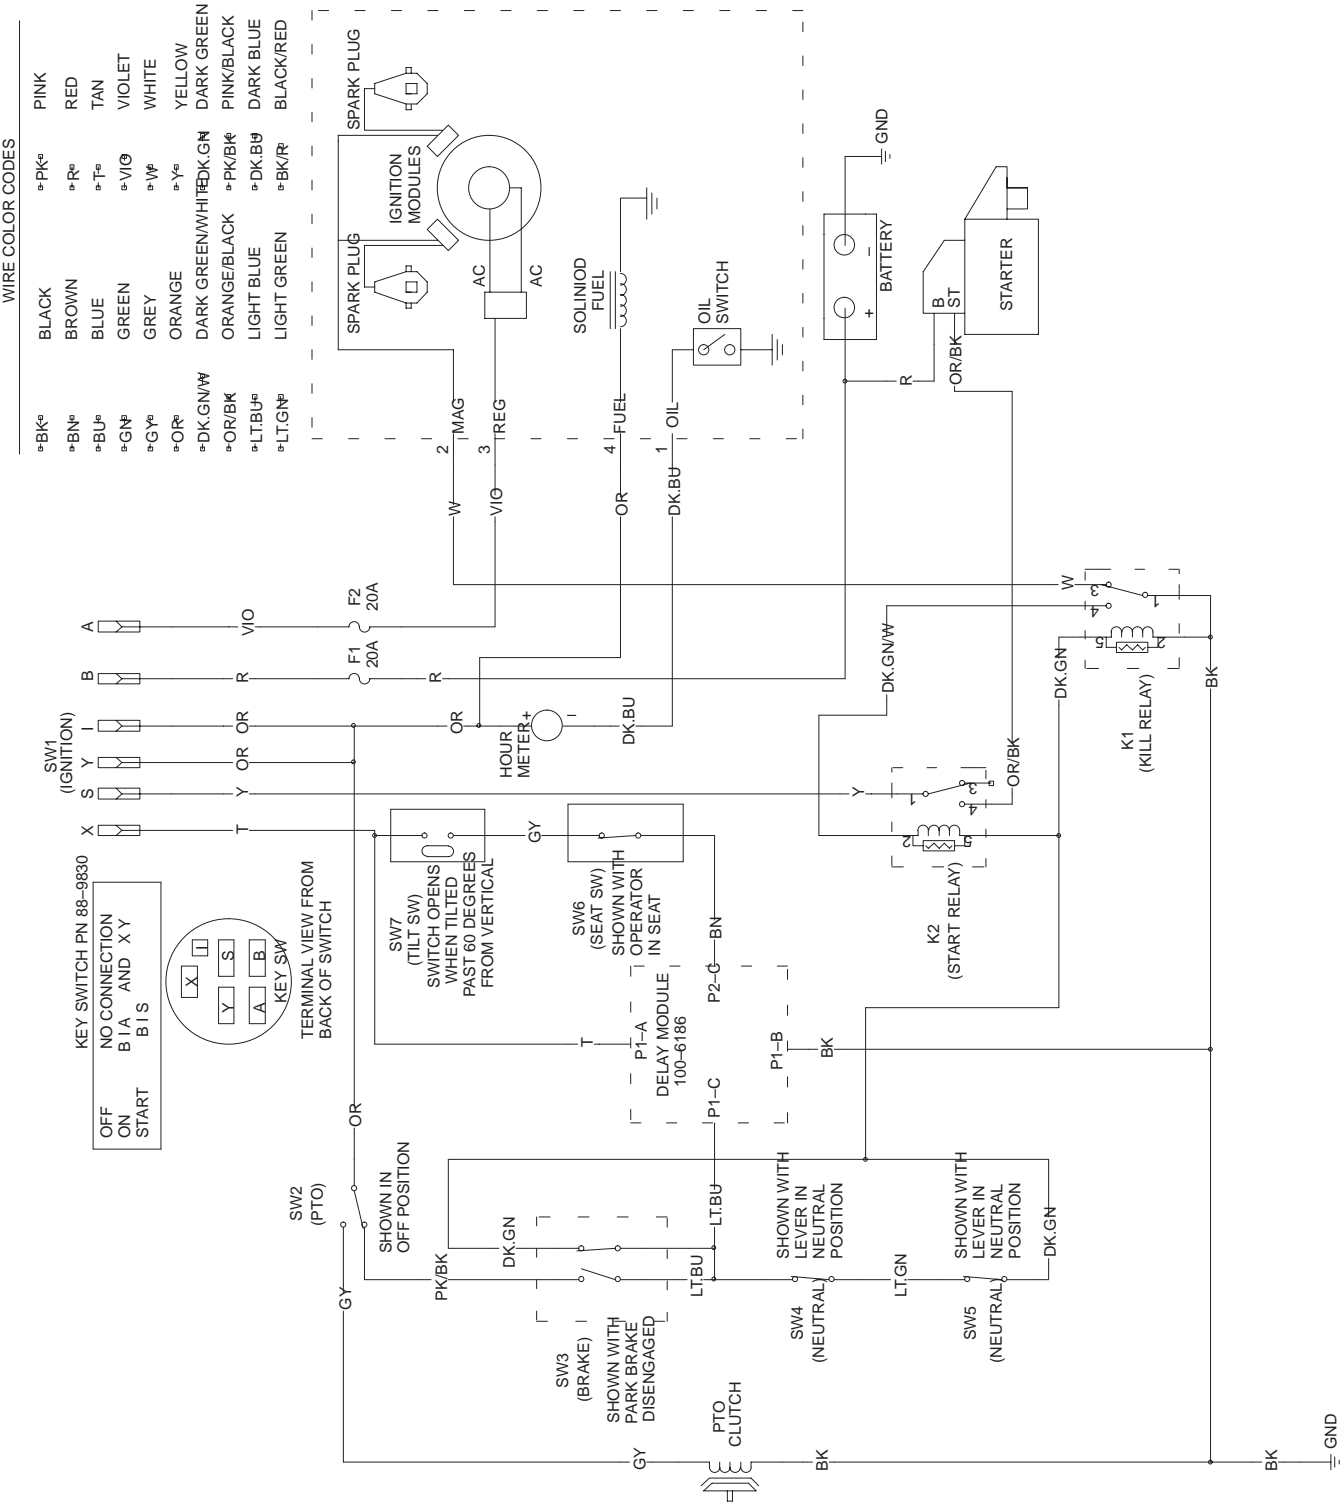 WIRE COLOR CODES
BK BLACK PK PINK
BN BROWN R RED
BU BLUE T TAN
GN GREEN VIO VIOLET
GY GREY W WHITE
OR ORANGE Y YELLOW
DK.GN/W DARK GREEN/WHITE DK.GN DARK GREEN
OR/BK ORANGE/BLACK PK/BK PINK/BLACK
LT.BU LIGHT BLUE DK.BU DARK BLUE
LT.GN LIGHT GREEN BK/R BLACK/RED
SPARK PLUG
SPARK PLUG
IGNITION
MODULES
AC
AC
SOLINIOD
FUEL
OIL
SWITCH
2
MAG
3
REG
4
FUEL
1
OIL
W
VIO
OR
DK.BU
GND
BATTERY
+
–
R
B
ST
STARTER
OR/BK
SW1
(IGNITION)
A
B
I
Y
S
X
VIO
R
OR
OR
Y
T
F2
20A
F1
20A
R
OR
HOUR
METER
+
–
DK.BU
W
3
4
1
5
2
K1
(KILL RELAY)
DK.GN/W
DK.GN
BK
Y
1
3
4
2
5
OR/BK
K2
(START RELAY)
KEY SWITCH PN 88–9830
OFF NO CONNECTION
ON B I A AND X Y
START B I S
X
I
Y
S
A
B
KEY SW
TERMINAL VIEW FROM
BACK OF SWITCH
SW7
(TILT SW)
SWITCH OPENS
WHEN TILTED
PAST 60 DEGREES
FROM VERTICAL
GY
SW6
(SEAT SW)
SHOWN WITH
OPERATOR
IN SEAT
BN
T
P1–A
P2–C
DELAY MODULE
100–6186
P1–C
P1–B
BK
OR
SW2
(PTO)
SHOWN IN
OFF POSITION
GY
PK/BK
DK.GN
SW3
(BRAKE)
SHOWN WITH
PARK BRAKE
DISENGAGED
LT.BU
LT.BU
SHOWN WITH
LEVER IN
NEUTRAL
POSITION
SW4
(NEUTRAL)
LT.GN
SHOWN WITH
LEVER IN
NEUTRAL
POSITION
SW5
(NEUTRAL)
DK.GN
PTO
CLUTCH
GY
BK
BK
GND